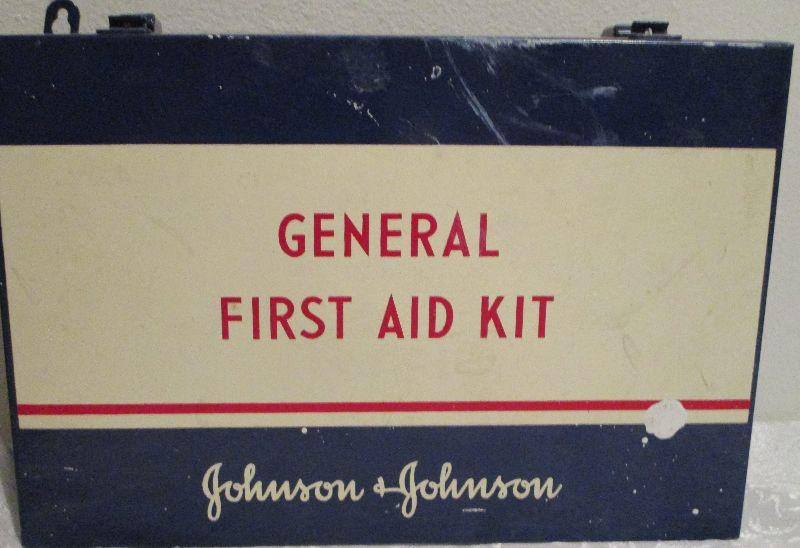 GENERAL
FIRST AID KIT
Johnson & Johnson